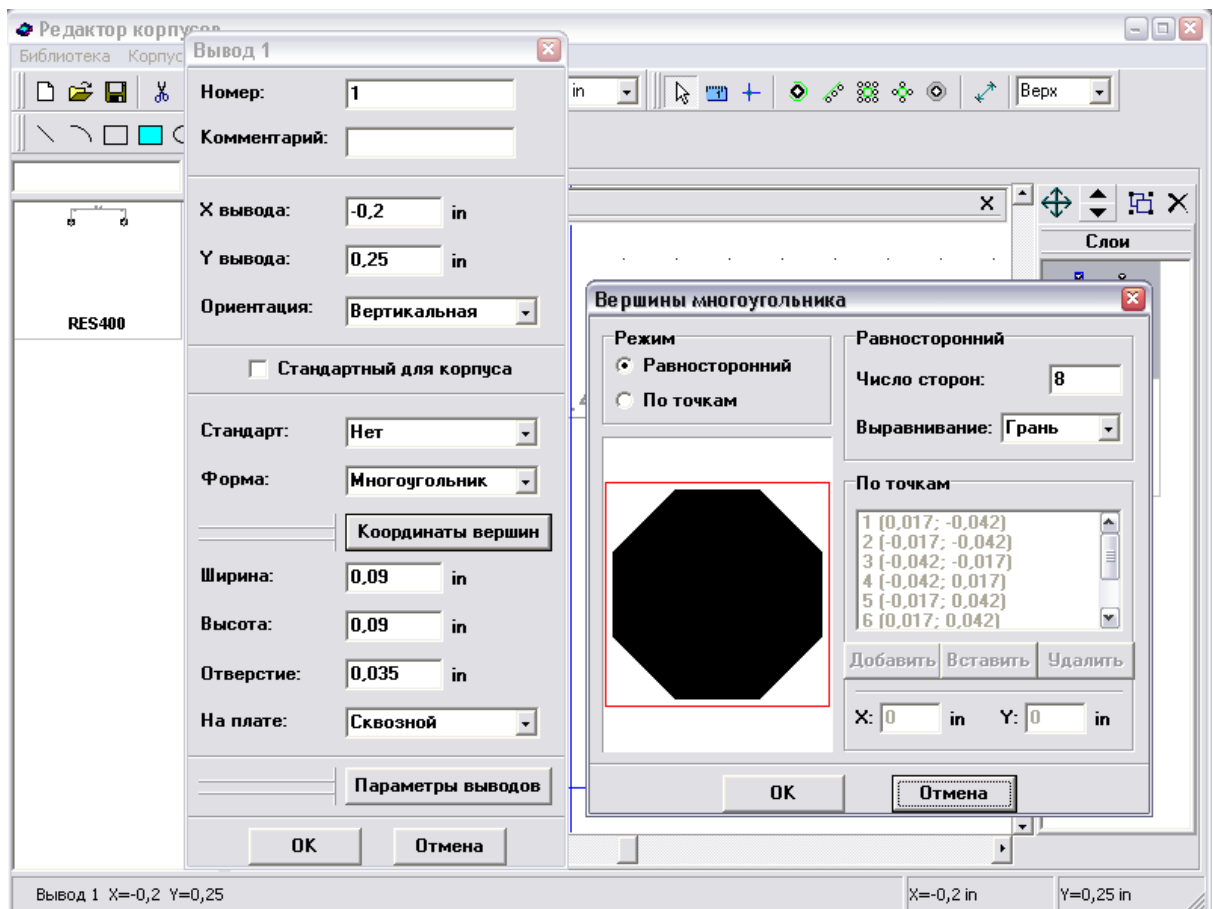 Редактор корпусов
Библиотека Корпус
in
Верх
RES400
Вывод 1
Номер: 1
Комментарий:
X вывода: -0,2 in
Y вывода: 0,25 in
Ориентация: Вертикальная
Стандартный для корпуса
Стандарт: Нет
Форма: Многоугольник
Координаты вершин
Ширина: 0,09 in
Высота: 0,09 in
Отверстие: 0,035 in
На плате: Сквозной
Параметры выводов
OK Отмена
Слои
Вершины многоугольника
Режим
Равносторонний
По точкам
Равносторонний
Число сторон: 8
Выравнивание: Грань
По точкам
1 (0,017; -0,042)
2 (-0,017; -0,042)
3 (-0,042; -0,017)
4 (-0,042; 0,017)
5 (-0,017; 0,042)
6 (0,017; 0,042)
Добавить Вставить Удалить
X: 0 in Y: 0 in
OK Отмена
Вывод 1 X=-0,2 Y=0,25
X=-0,2 in
Y=0,25 in